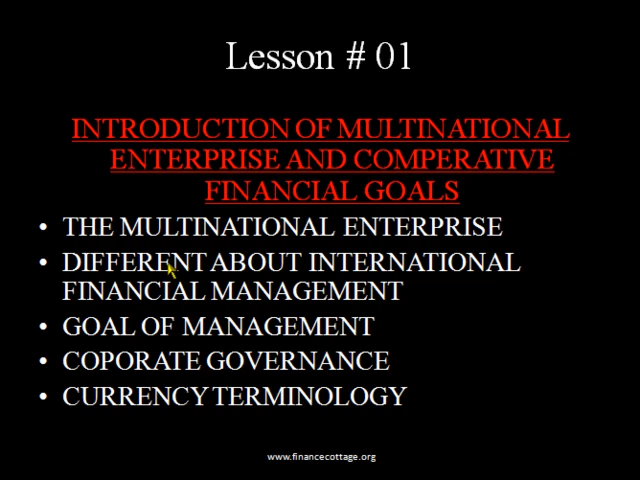 Lesson # 01
INTRODUCTION OF MULTINATIONAL
ENTERPRISE AND COMPERATIVE
FINANCIAL GOALS
• THE MULTINATIONAL ENTERPRISE
• DIFFERENT ABOUT INTERNATIONAL
FINANCIAL MANAGEMENT
• GOAL OF MANAGEMENT
• COPORATE GOVERNANCE
• CURRENCY TERMINOLOGY
www.financecottage.org